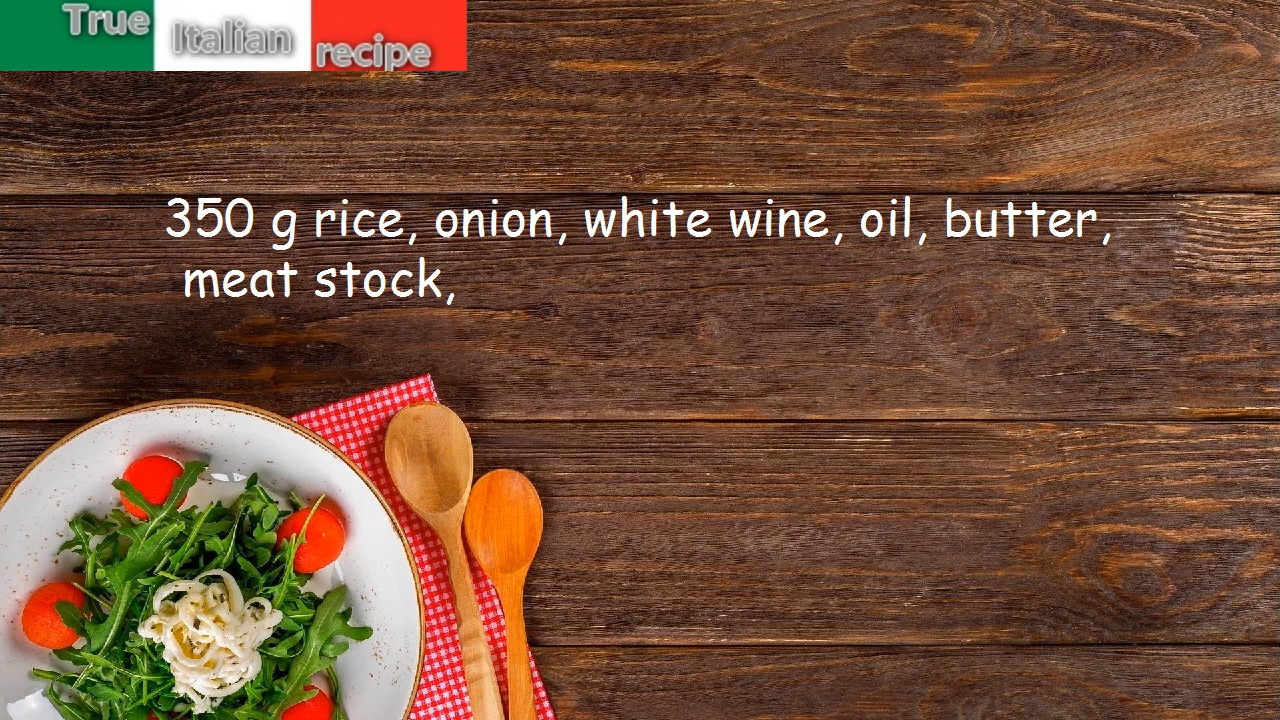 True Italian recipe
350 g rice, onion, white wine, oil, butter,
meat stock,